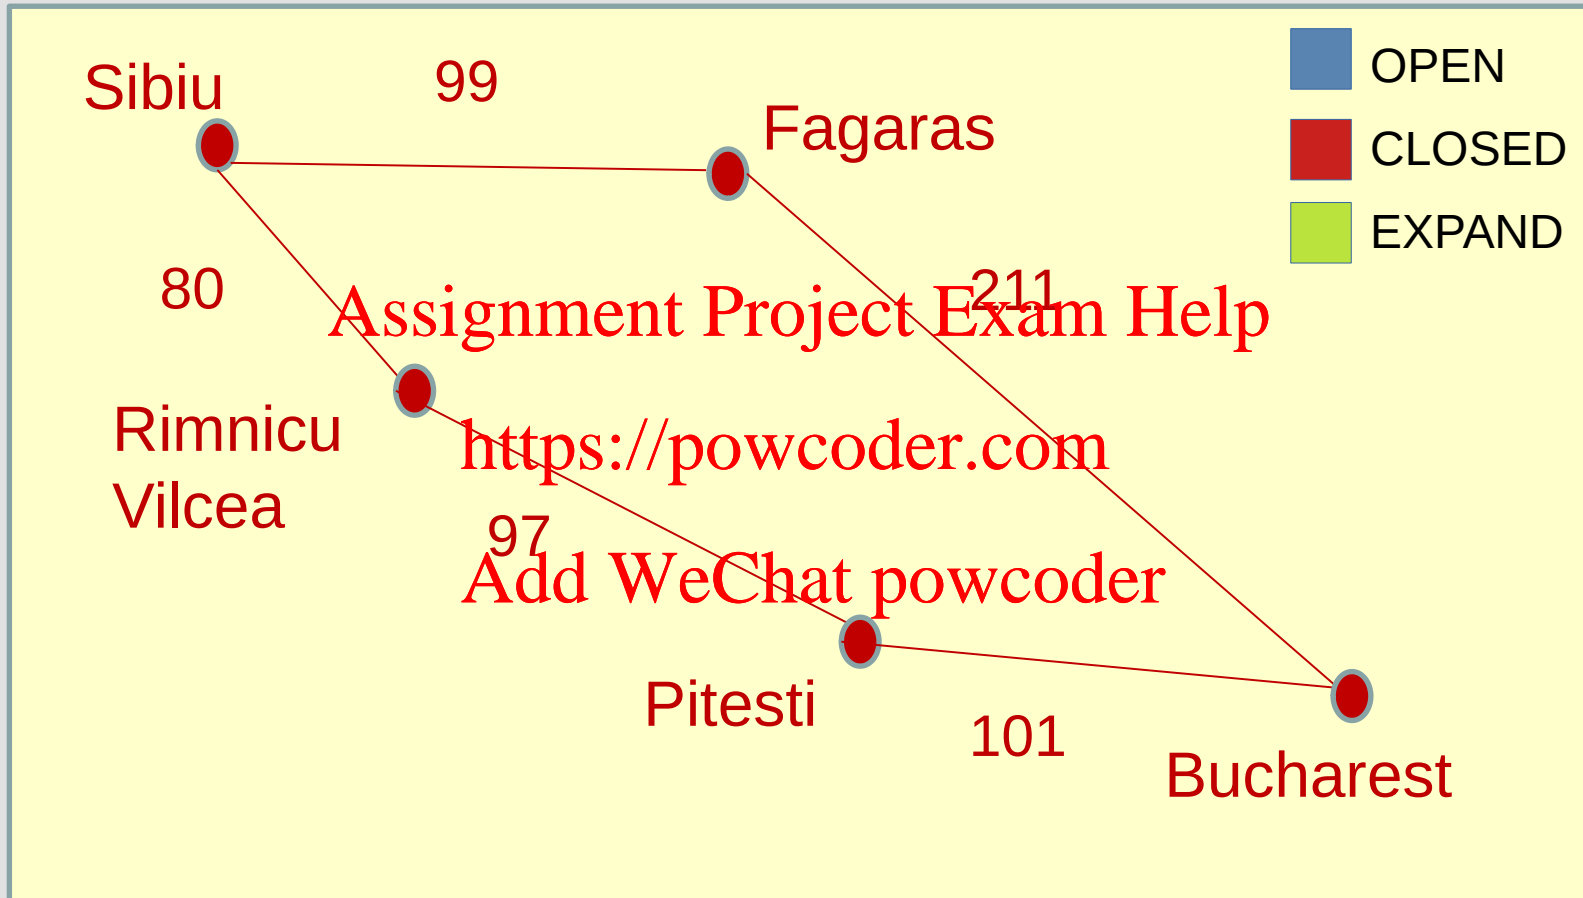 Sibiu
99
Fagaras
OPEN
CLOSED
EXPAND
80
211
Assignment Project Exam Help
Rimnicu
Vilcea
https://powcoder.com
97
Add WeChat powcoder
Pitesti
101
Bucharest